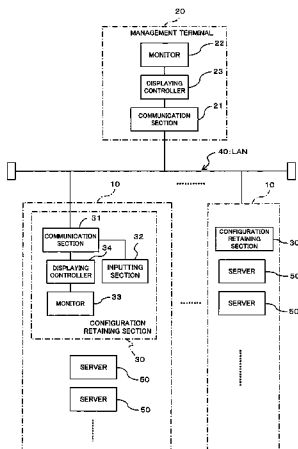 20
MANAGEMENT TERMINAL
MONITOR
22
DISPLAYING
CONTROLLER
23
COMMUNICATION
SECTION
21
40:LAN
10
31
COMMUNICATION
SECTION
34
32
DISPLAYING
CONTROLLER
INPUTTING
SECTION
MONITOR
33
CONFIGURATION
RETAINING SECTION
30
SERVER
50
SERVER
50
10
CONFIGURATION
RETAINING
SECTION
30
SERVER
50
SERVER
50